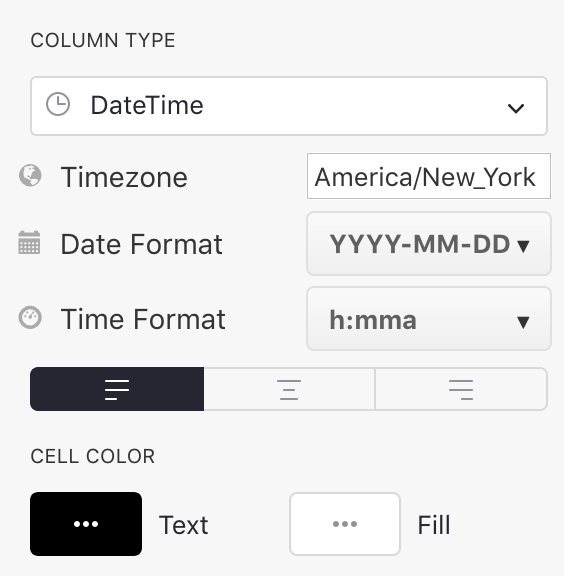 COLUMN TYPE
DateTime
Timezone America/New_York
Date Format YYYY-MM-DD
Time Format h:mma
CELL COLOR
Text Fill